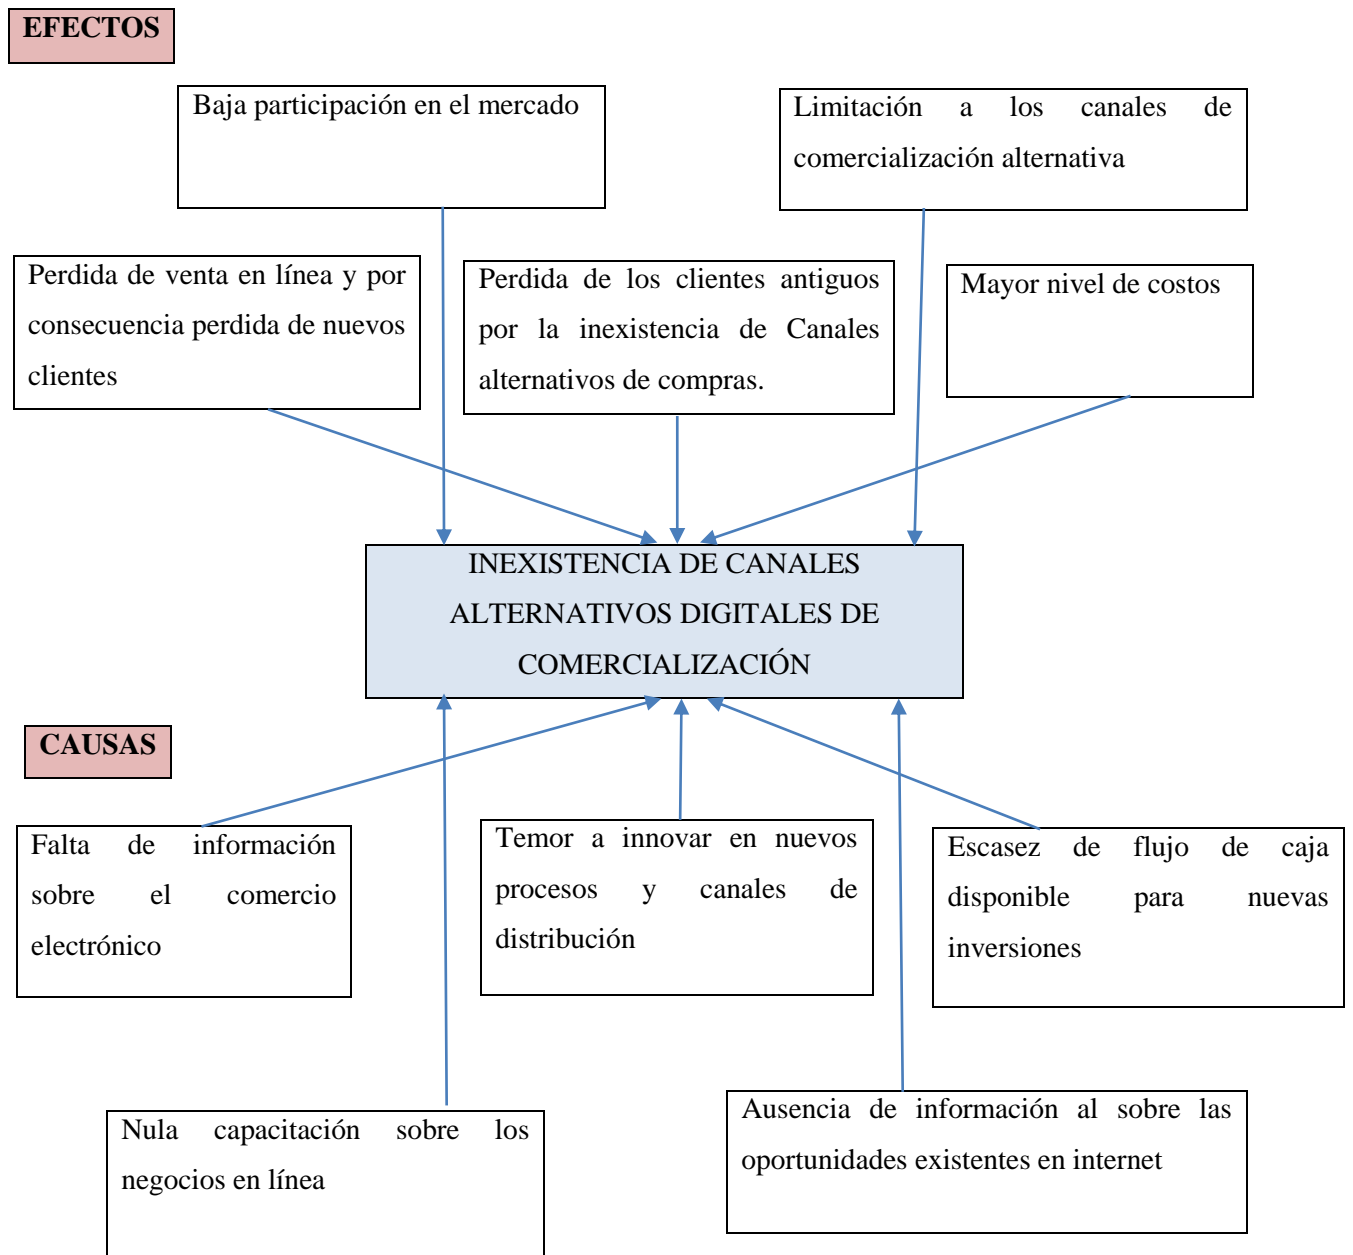 EFECTOS
Baja participación en el mercado
Limitación a los canales de
comercialización alternativa
Perdida de venta en línea y por
consecuencia perdida de nuevos
clientes
Perdida de los clientes antiguos
por la inexistencia de Canales
alternativos de compras.
Mayor nivel de costos
INEXISTENCIA DE CANALES
ALTERNATIVOS DIGITALES DE
COMERCIALIZACIÓN
CAUSAS
Falta de información
sobre el comercio
electrónico
Temor a innovar en nuevos
procesos y canales de
distribución
Escasez de flujo de caja
disponible para nuevas
inversiones
Nula capacitación sobre los
negocios en línea
Ausencia de información al sobre las
oportunidades existentes en internet